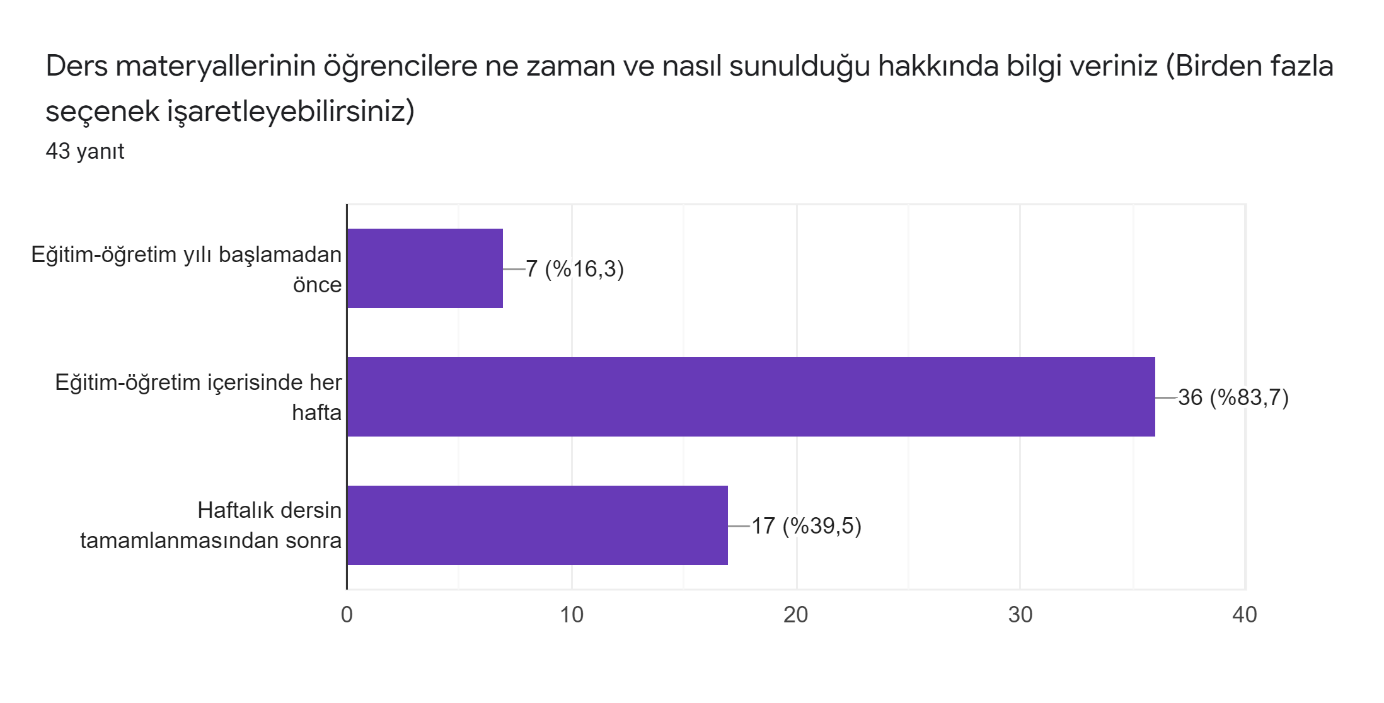 Ders materyallerinin öğrencilere ne zaman ve nasıl sunulduğu hakkında bilgi veriniz (Birden fazla
seçenek işaretleyebilirsiniz)
43 yanıt
Eğitim-öğretim yılı başlamadan
önce
7 (%16,3)
Eğitim-öğretim içerisinde her
hafta
36 (%83,7)
Haftalık dersin
tamamlanmasından sonra
17 (%39,5)
0 10 20 30 40